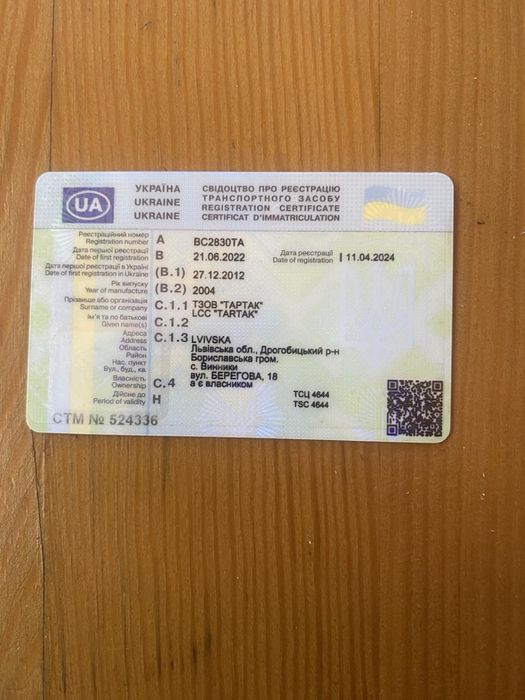 UA
УКРАЇНА
UKRAINE
UKRAINE
СВІДОЦТВО ПРО РЕЄСТРАЦІЮ
ТРАНСПОРТНОГО ЗАСОБУ
REGISTRATION CERTIFICATE
CERTIFICAT D'IMMATRICULATION
Реєстраційний номер
Registration number A BC2830TA
Дата першої реєстрації
Date of first registration B 21.06.2022
Дата реєстрації
Date of registration I 11.04.2024
Дата першої реєстрації в Україні
Date of first registration in Ukraine (B.1) 27.12.2012
Рік випуску
Year of manufacture (B.2) 2004
Прізвище або організація
Surname or company C.1.1 ТЗОВ "ТАРТАК"
LCC "TARTAK"
Ім'я та по батькові
Given name(s) C.1.2
Адреса
Address C.1.3 LVIVSKA
Область Львівська обл., Дрогобицький р-н
Район Бориславська гром.
Нас. пункт с. Винники
Вул., буд., кв. вул. БЕРЕГОВА, 18
Власність
Ownership C.4 а є власником
Дійсне до
Period of validity H
ТСЦ 4644
TSC 4644
СТМ № 524336